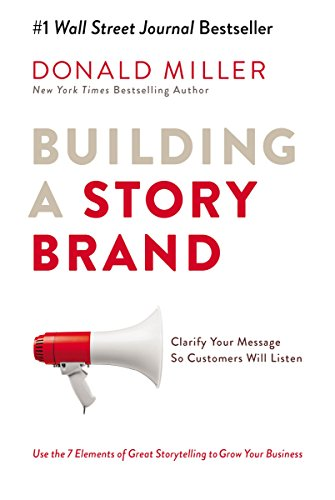 #1 Wall Street Journal Bestseller
DONALD MILLER
New York Times Bestselling Author
BUILDING
A STORY
BRAND
Clarify Your Message
So Customers Will Listen
Use the 7 Elements of Great Storytelling to Grow Your Business